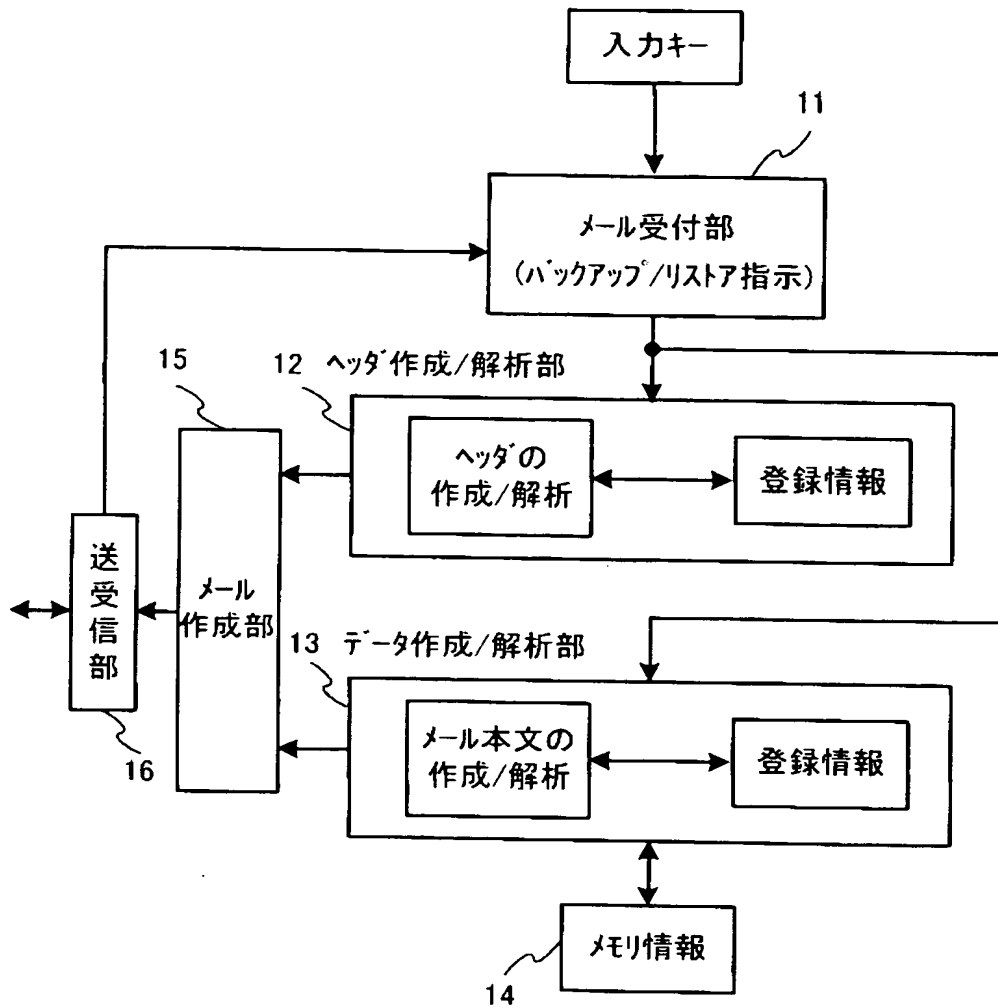 入力キー
11
メール受付部
(バックアップ/リストア指示)
15
12 ヘッダ作成/解析部
ヘッダの
作成/解析
登録情報
送
受
信
部
メール
作成部
13 データ作成/解析部
メール本文の
作成/解析
登録情報
16
メモリ情報
14